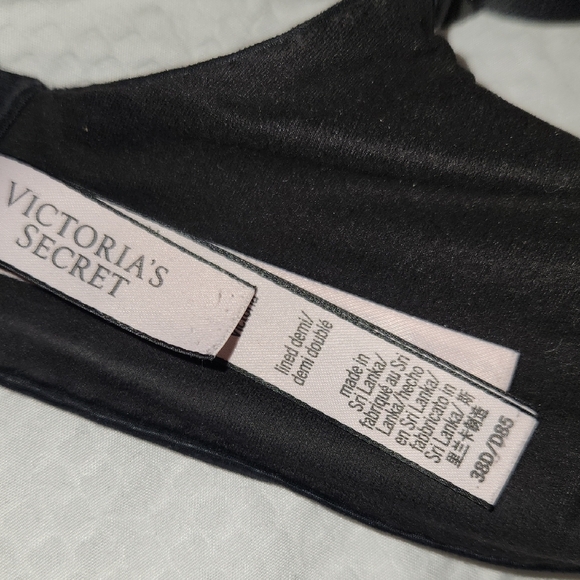 VICTORIA'S
SECRET
lined demi/
demi doublé
made in
Sri Lanka/
fabriqué au Sri
Lanka/hecho
en Sri Lanka/
fabricato in
Sri Lanka/ 斯
里兰卡制造
38D/D85